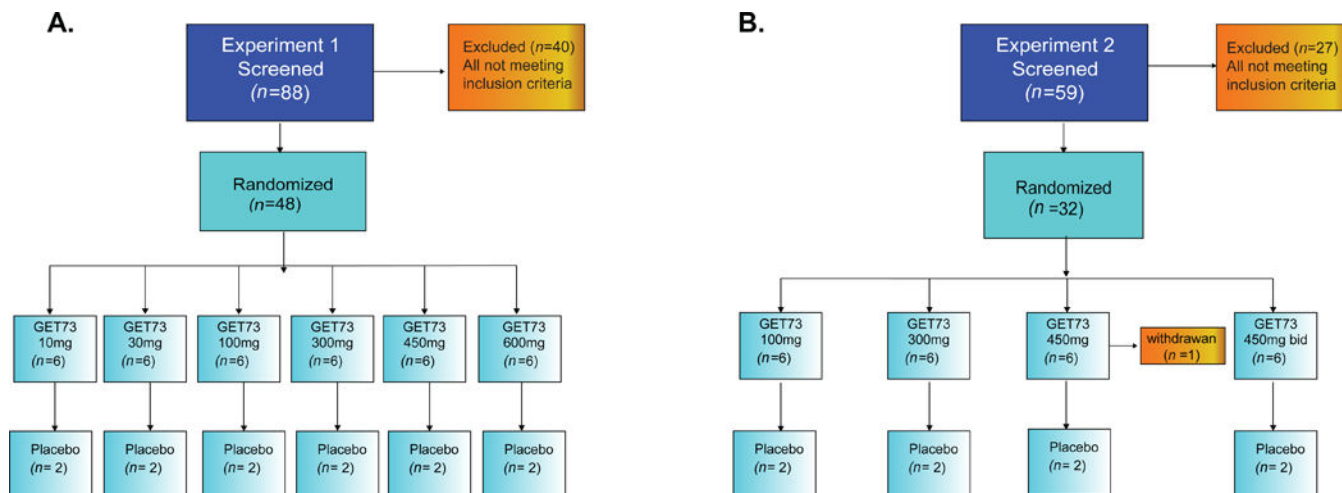 A.
Experiment 1
Screened
(n=88)
Excluded (n=40)
All not meeting
inclusion criteria
Randomized
(n=48)
GET73
10mg
(n=6)
GET73
30mg
(n=6)
GET73
100mg
(n=6)
GET73
300mg
(n=6)
GET73
450mg
(n=6)
GET73
600mg
(n=6)
Placebo
(n= 2)
Placebo
(n= 2)
Placebo
(n= 2)
Placebo
(n= 2)
Placebo
(n= 2)
Placebo
(n= 2)
B.
Experiment 2
Screened
(n=59)
Excluded (n=27)
All not meeting
inclusion criteria
Randomized
(n =32)
GET73
100mg
(n=6)
GET73
300mg
(n=6)
GET73
450mg
(n=6)
withdrawan
(n =1)
GET73
450mg bid
(n=6)
Placebo
(n= 2)
Placebo
(n= 2)
Placebo
(n= 2)
Placebo
(n= 2)